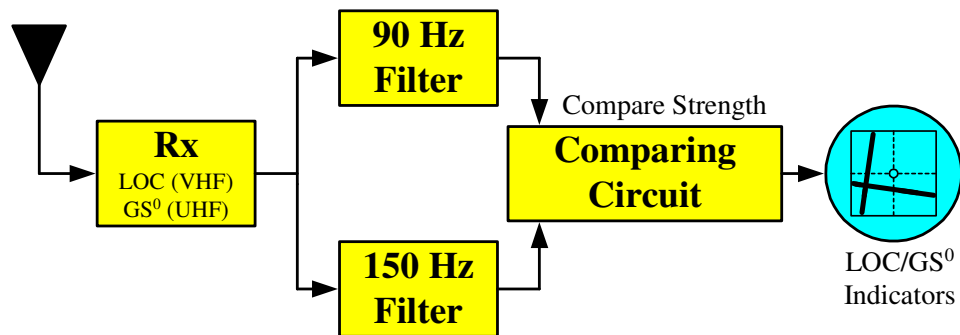 90 Hz
Filter
Compare Strength
Rx
LOC (VHF)
GS⁰ (UHF)
Comparing
Circuit
150 Hz
Filter
LOC/GS⁰
Indicators